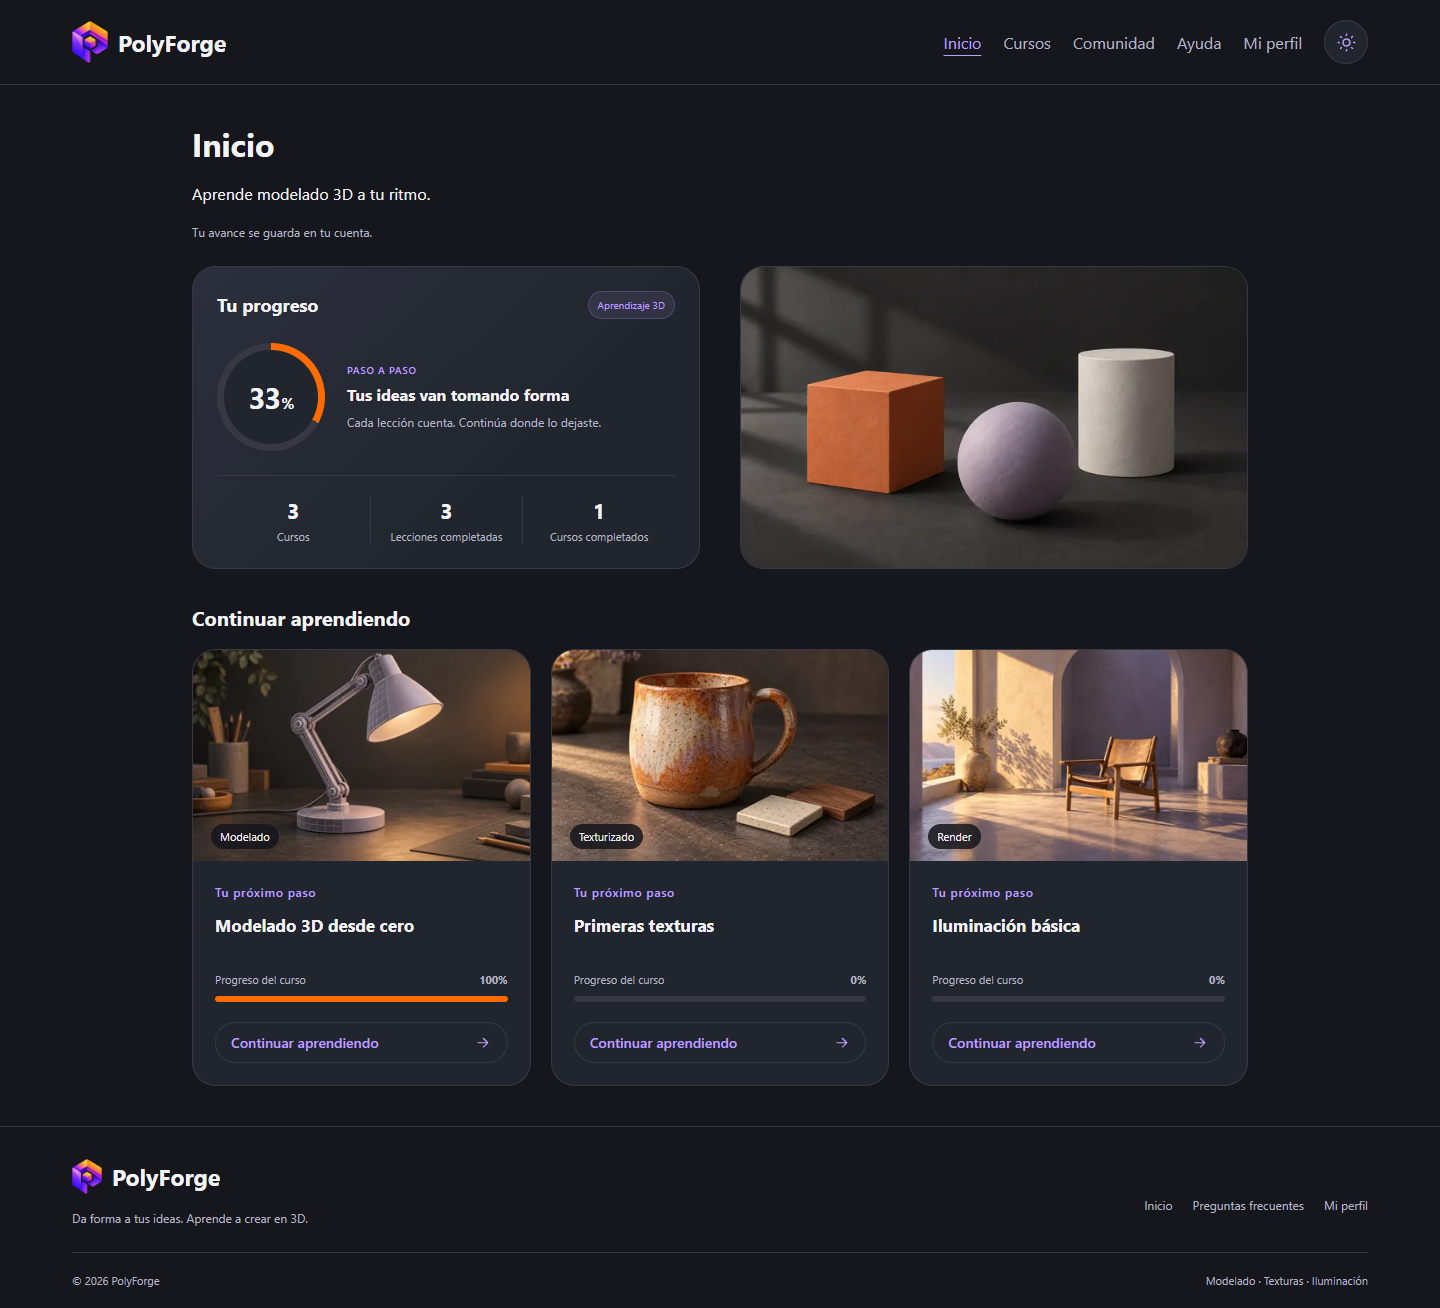 PolyForge
Inicio
Cursos
Comunidad
Ayuda
Mi perfil
Inicio
Aprende modelado 3D a tu ritmo.
Tu avance se guarda en tu cuenta.
Tu progreso
Aprendizaje 3D
33%
PASO A PASO
Tus ideas van tomando forma
Cada lección cuenta. Continúa donde lo dejaste.
3
Cursos
3
Lecciones completadas
1
Cursos completados
Continuar aprendiendo
Modelado
Tu próximo paso
Modelado 3D desde cero
Progreso del curso
100%
Continuar aprendiendo →
Texturizado
Tu próximo paso
Primeras texturas
Progreso del curso
0%
Continuar aprendiendo →
Render
Tu próximo paso
Iluminación básica
Progreso del curso
0%
Continuar aprendiendo →
PolyForge
Da forma a tus ideas. Aprende a crear en 3D.
Inicio
Preguntas frecuentes
Mi perfil
© 2026 PolyForge
Modelado · Texturas · Iluminación